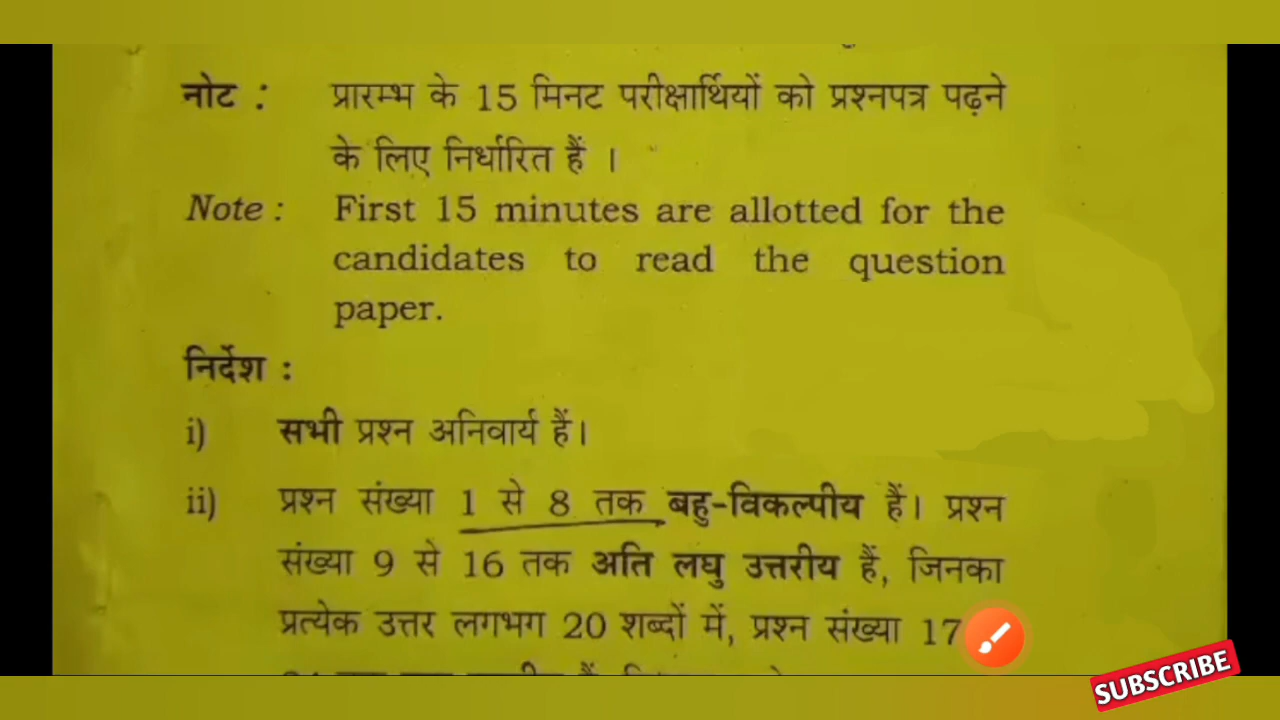 नोट : प्रारम्भ के 15 मिनट परीक्षार्थियों को प्रश्नपत्र पढ़ने
के लिए निर्धारित हैं ।
Note : First 15 minutes are allotted for the
candidates to read the question
paper.
निर्देश :
i) सभी प्रश्न अनिवार्य हैं।
ii) प्रश्न संख्या 1 से 8 तक बहु-विकल्पीय हैं। प्रश्न
संख्या 9 से 16 तक अति लघु उत्तरीय हैं, जिनका
प्रत्येक उत्तर लगभग 20 शब्दों में, प्रश्न संख्या 17
SUBSCRIBE